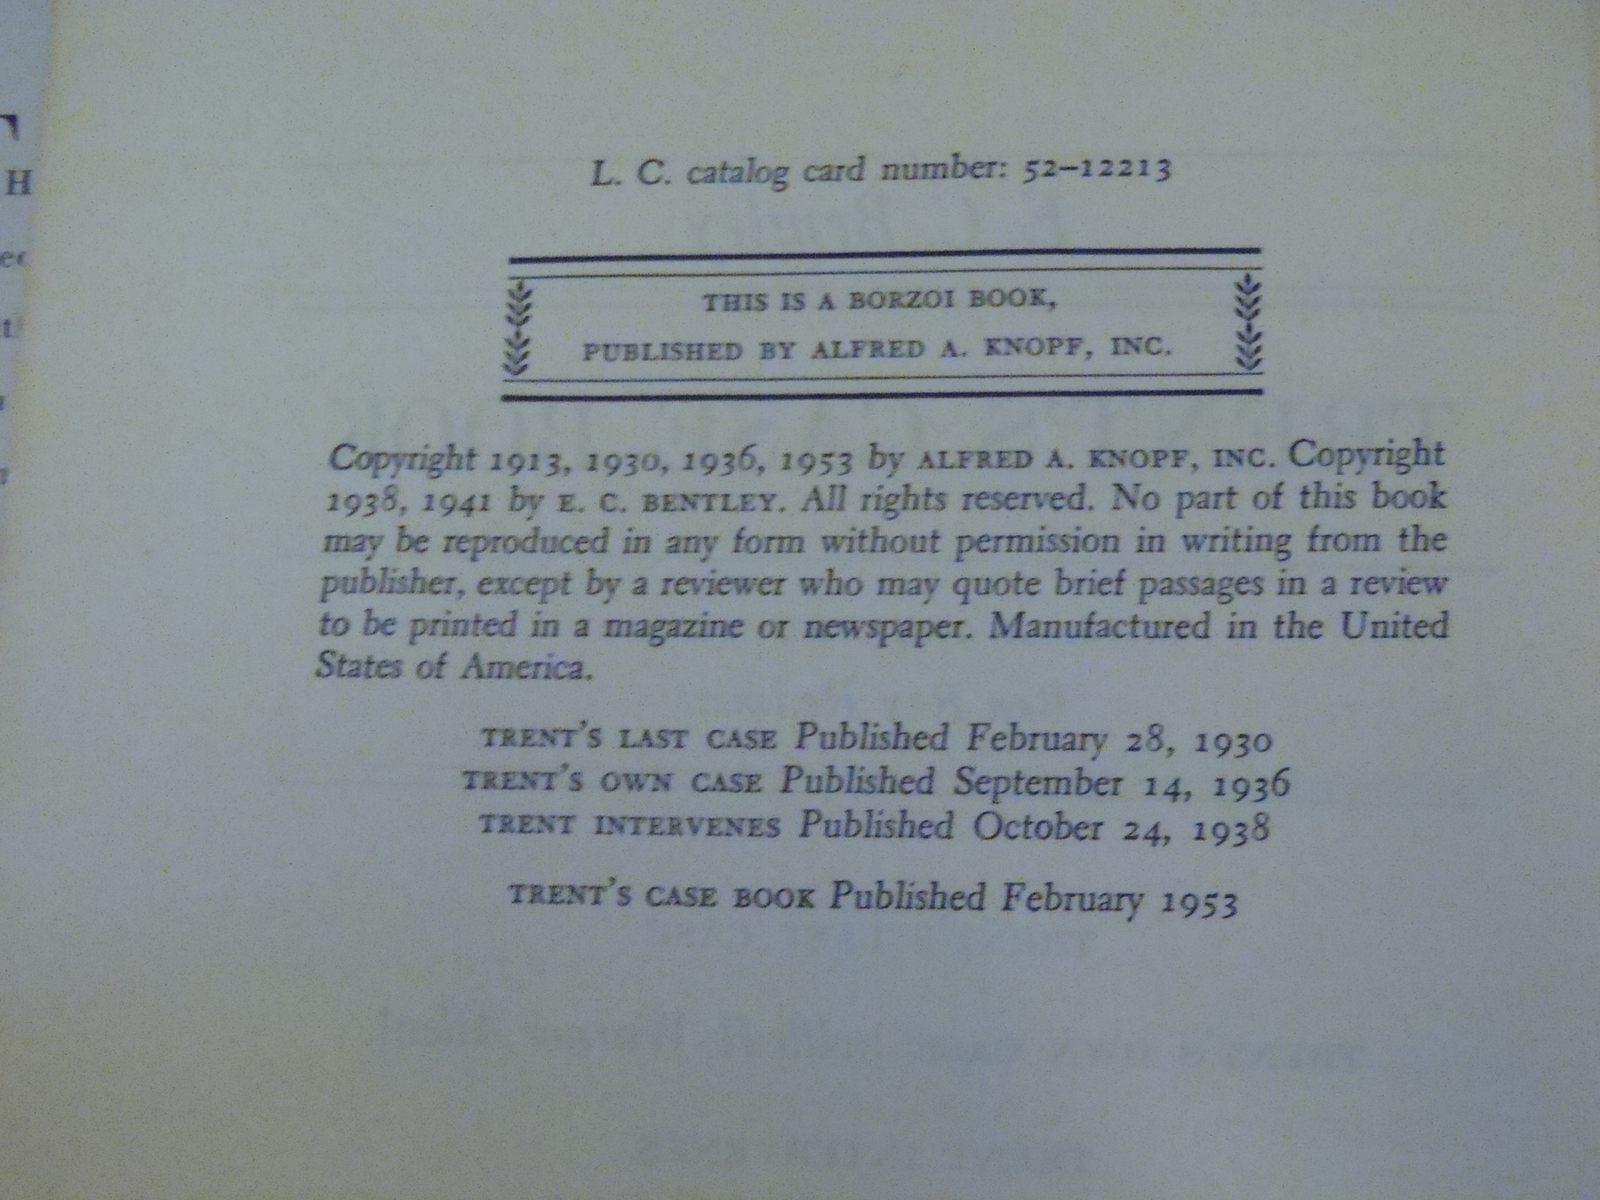 L. C. catalog card number: 52–12213
THIS IS A BORZOI BOOK,
PUBLISHED BY ALFRED A. KNOPF, INC.
Copyright 1913, 1930, 1936, 1953 by ALFRED A. KNOPF, INC. Copyright
1938, 1941 by E. C. BENTLEY. All rights reserved. No part of this book
may be reproduced in any form without permission in writing from the
publisher, except by a reviewer who may quote brief passages in a review
to be printed in a magazine or newspaper. Manufactured in the United
States of America.
TRENT'S LAST CASE Published February 28, 1930
TRENT'S OWN CASE Published September 14, 1936
TRENT INTERVENES Published October 24, 1938
TRENT'S CASE BOOK Published February 1953